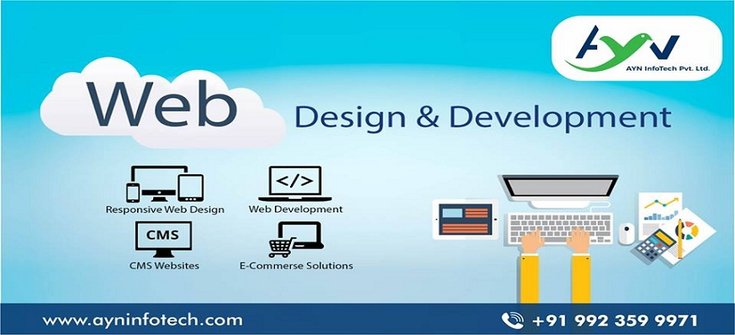 AYN
AYN InfoTech Pvt. Ltd.
Web
Design & Development
</>
Responsive Web Design
Web Development
CMS
CMS Websites
E-Commerse Solutions
www.ayninfotech.com
+91 992 359 9971